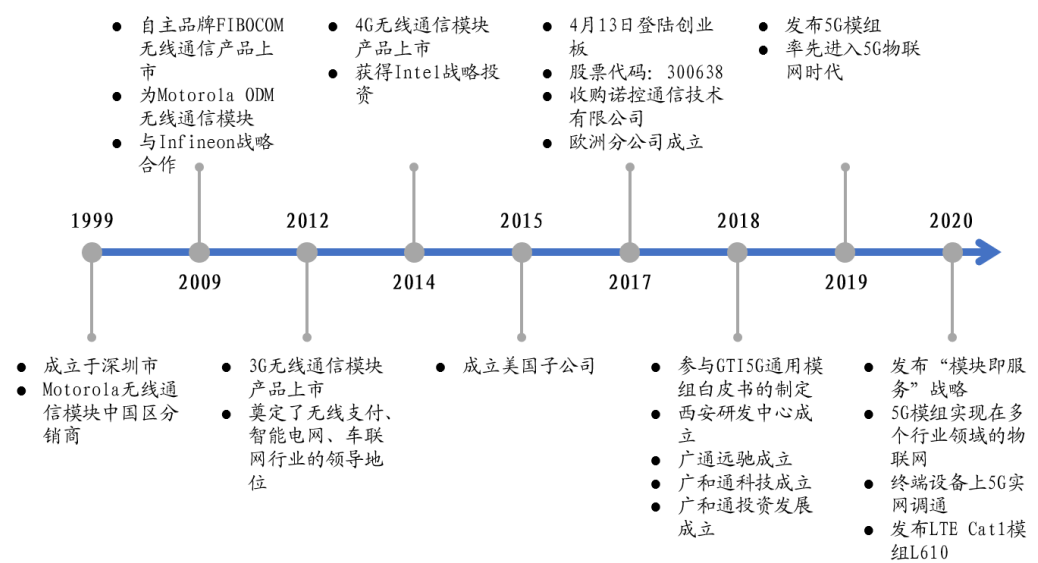 自主品牌FIBOCOM
无线通信产品上
市
为Motorola ODM
无线通信模块
与Infineon战略
合作
4G无线通信模块
产品上市
获得Intel战略投
资
4月13日登陆创业
板
股票代码: 300638
收购诺控通信技术
有限公司
欧洲分公司成立
发布5G模组
率先进入5G物联
网时代
1999
2012
2015
2018
2020
2009
2014
2017
2019
成立于深圳市
Motorola无线通
信模块中国区分
销商
3G无线通信模块
产品上市
奠定了无线支付、
智能电网、车联
网行业的领导地
位
成立美国子公司
参与GTI5G通用模
组白皮书的制定
西安研发中心成
立
广通远驰成立
广和通科技成立
广和通投资发展
成立
发布“模块即服
务”战略
5G模组实现在多
个行业领域的物
联网
终端设备上5G实
网调通
发布LTE Cat1模
组L610